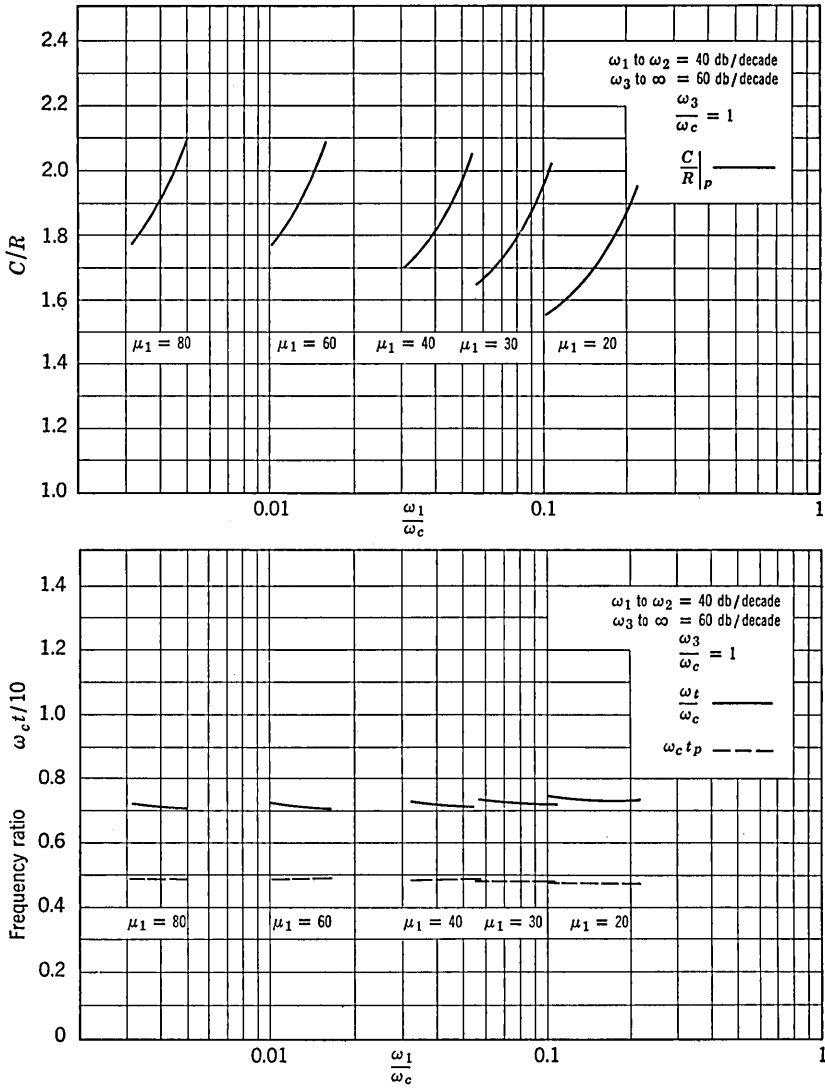 2.4
2.2
2.0
1.8
1.6
1.4
1.2
1.0
C/R
ω1 to ω2 = 40 db/decade
ω3 to ∞ = 60 db/decade
ω3/ωc = 1
C/R|p
μ1 = 80
μ1 = 60
μ1 = 40
μ1 = 30
μ1 = 20
0.01
ω1/ωc
0.1
1
1.4
1.2
1.0
0.8
0.6
0.4
0.2
0
Frequency ratio ωct/10
ω1 to ω2 = 40 db/decade
ω3 to ∞ = 60 db/decade
ω3/ωc = 1
ωt/ωc
ωctp
μ1 = 80
μ1 = 60
μ1 = 40
μ1 = 30
μ1 = 20
0.01
ω1/ωc
0.1
1